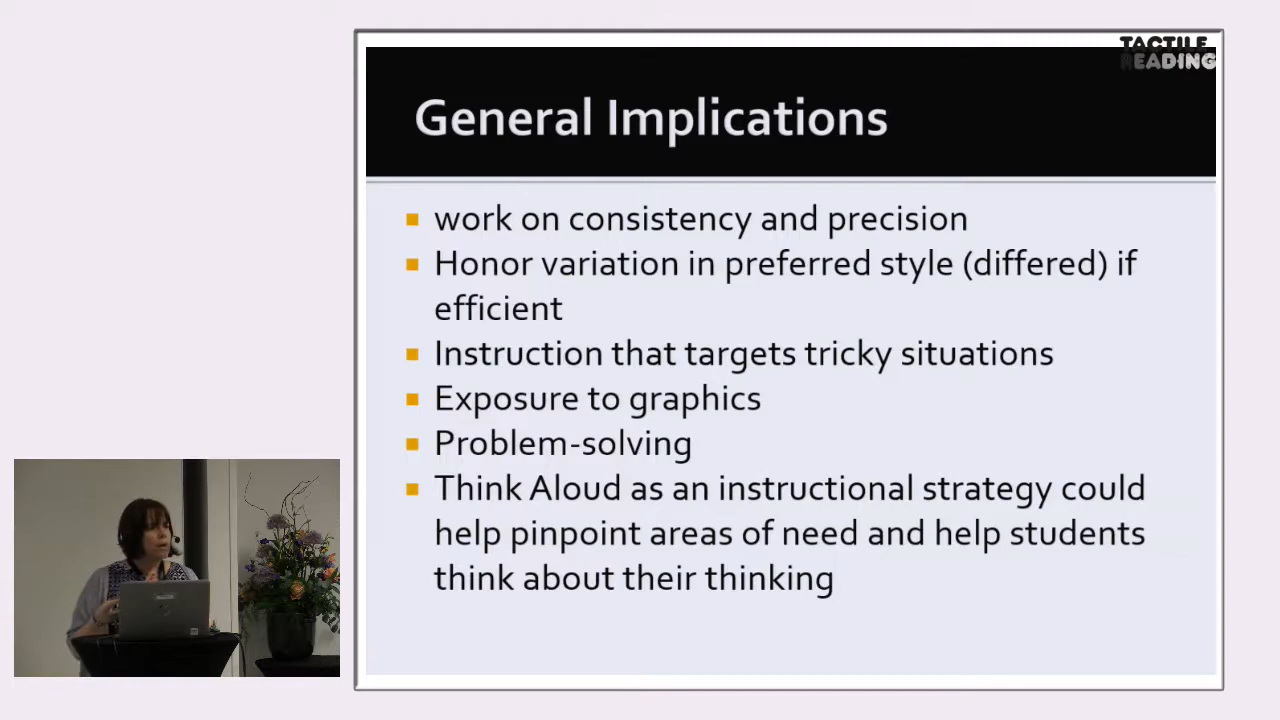 TACTILE
READING
General Implications
work on consistency and precision
Honor variation in preferred style (differed) if
efficient
Instruction that targets tricky situations
Exposure to graphics
Problem-solving
Think Aloud as an instructional strategy could
help pinpoint areas of need and help students
think about their thinking